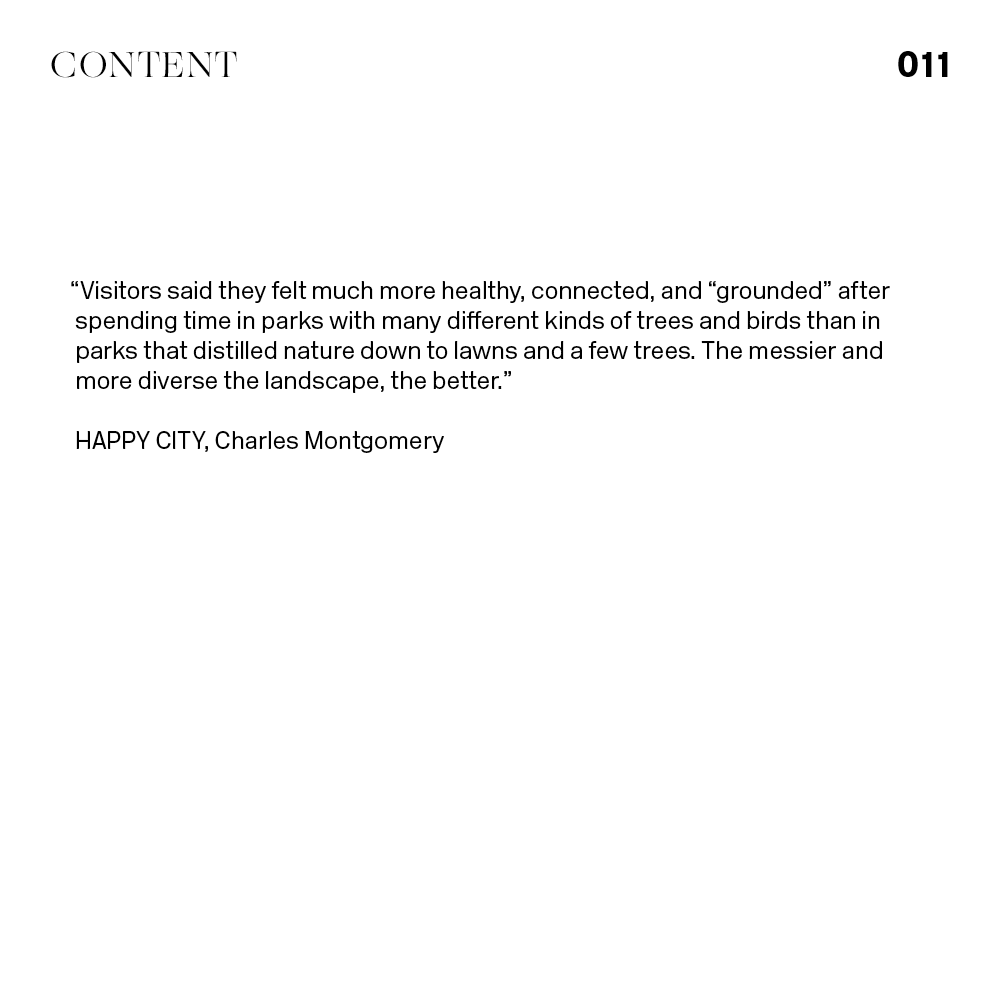 CONTENT
011
“Visitors said they felt much more healthy, connected, and “grounded” after
spending time in parks with many different kinds of trees and birds than in
parks that distilled nature down to lawns and a few trees. The messier and
more diverse the landscape, the better.”
HAPPY CITY, Charles Montgomery